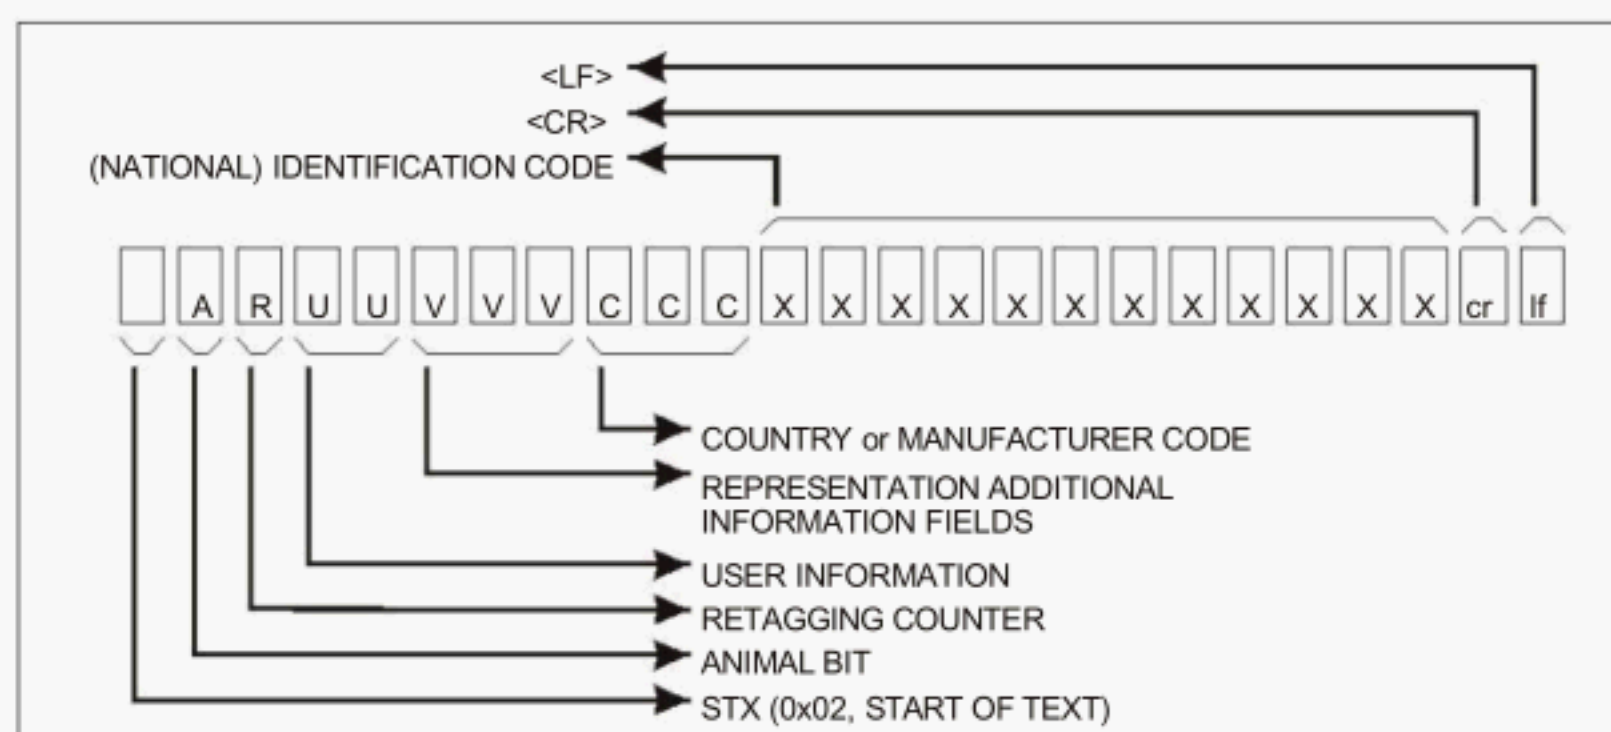 <LF>
<CR>
(NATIONAL) IDENTIFICATION CODE
A R U U V V V C C C X X X X X X X X X X X X cr lf
COUNTRY or MANUFACTURER CODE
REPRESENTATION ADDITIONAL
INFORMATION FIELDS
USER INFORMATION
RETAGGING COUNTER
ANIMAL BIT
STX (0x02, START OF TEXT)